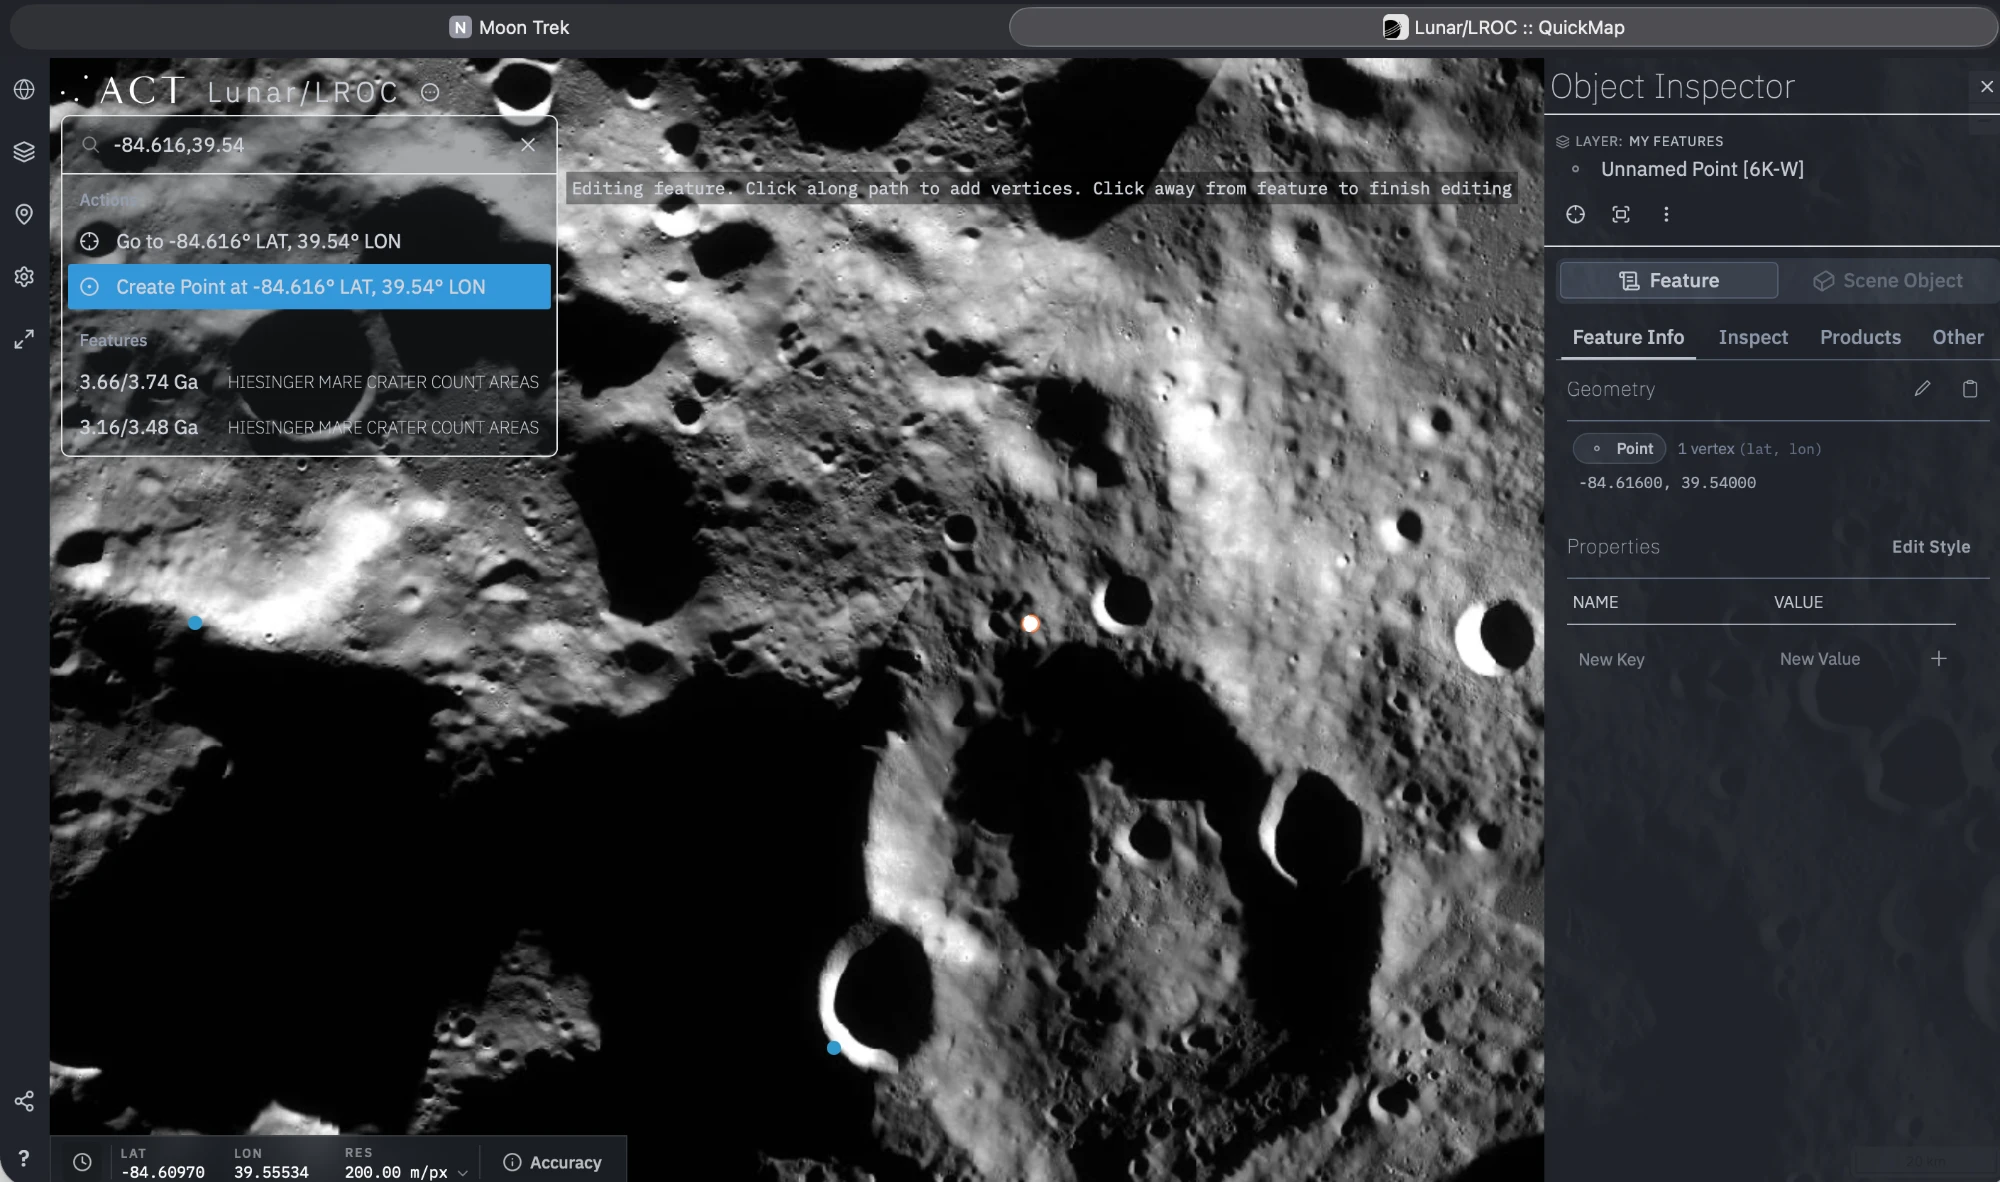 N Moon Trek
Lunar/LROC :: QuickMap
ACT Lunar/LROC
-84.616,39.54
Actions
Go to -84.616° LAT, 39.54° LON
Create Point at -84.616° LAT, 39.54° LON
Features
3.66/3.74 Ga HIESINGER MARE CRATER COUNT AREAS
3.16/3.48 Ga HIESINGER MARE CRATER COUNT AREAS
Editing feature. Click along path to add vertices. Click away from feature to finish editing
Object Inspector
LAYER: MY FEATURES
Unnamed Point [6K-W]
Feature Scene Object
Feature Info Inspect Products Other
Geometry
Point 1 vertex (lat, lon)
-84.61600, 39.54000
Properties Edit Style
NAME VALUE
New Key New Value
20 km
?
LAT LON RES
-84.60970 39.55534 200.00 m/px
Accuracy